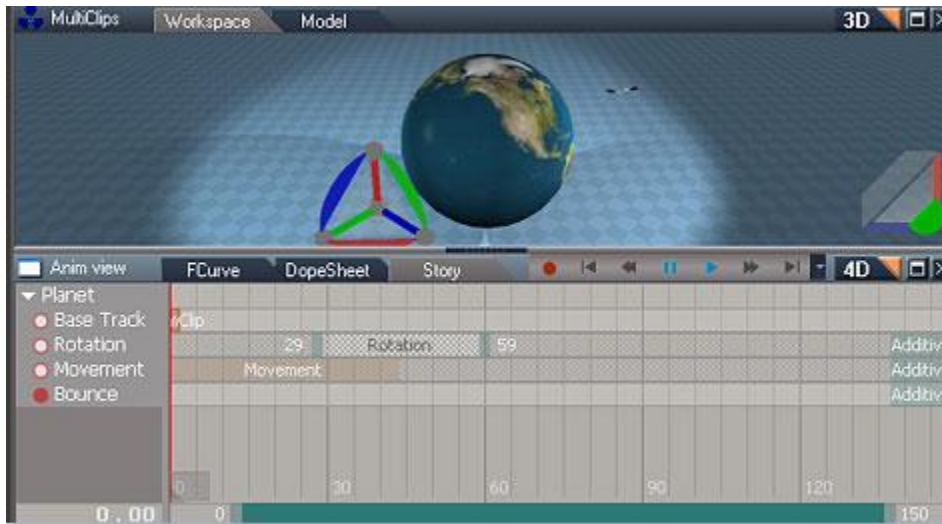 MultiClips Workspace Model 3D
Anim view FCurve DopeSheet Story 4D
Planet
Base Track
Rotation 29 Rotation 59 Additiv
Movement Movement Additiv
Bounce Additiv
0 30 60 90 120
0.00 0 150